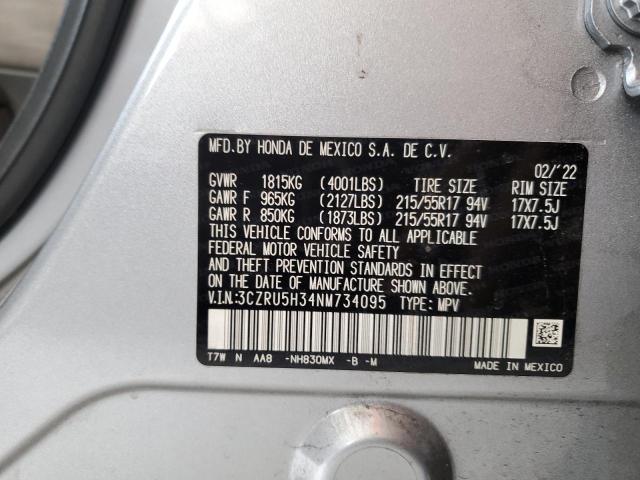 MFD.BY HONDA DE MEXICO S.A. DE C.V.
02/'22
GVWR 1815KG (4001LBS) TIRE SIZE RIM SIZE
GAWR F 965KG (2127LBS) 215/55R17 94V 17X7.5J
GAWR R 850KG (1873LBS) 215/55R17 94V 17X7.5J
THIS VEHICLE CONFORMS TO ALL APPLICABLE
FEDERAL MOTOR VEHICLE SAFETY
AND THEFT PREVENTION STANDARDS IN EFFECT
ON THE DATE OF MANUFACTURE SHOWN ABOVE.
V.I.N:3CZRU5H34NM734095 TYPE: MPV
T7W N AA8 -NH830MX -B -M MADE IN MEXICO